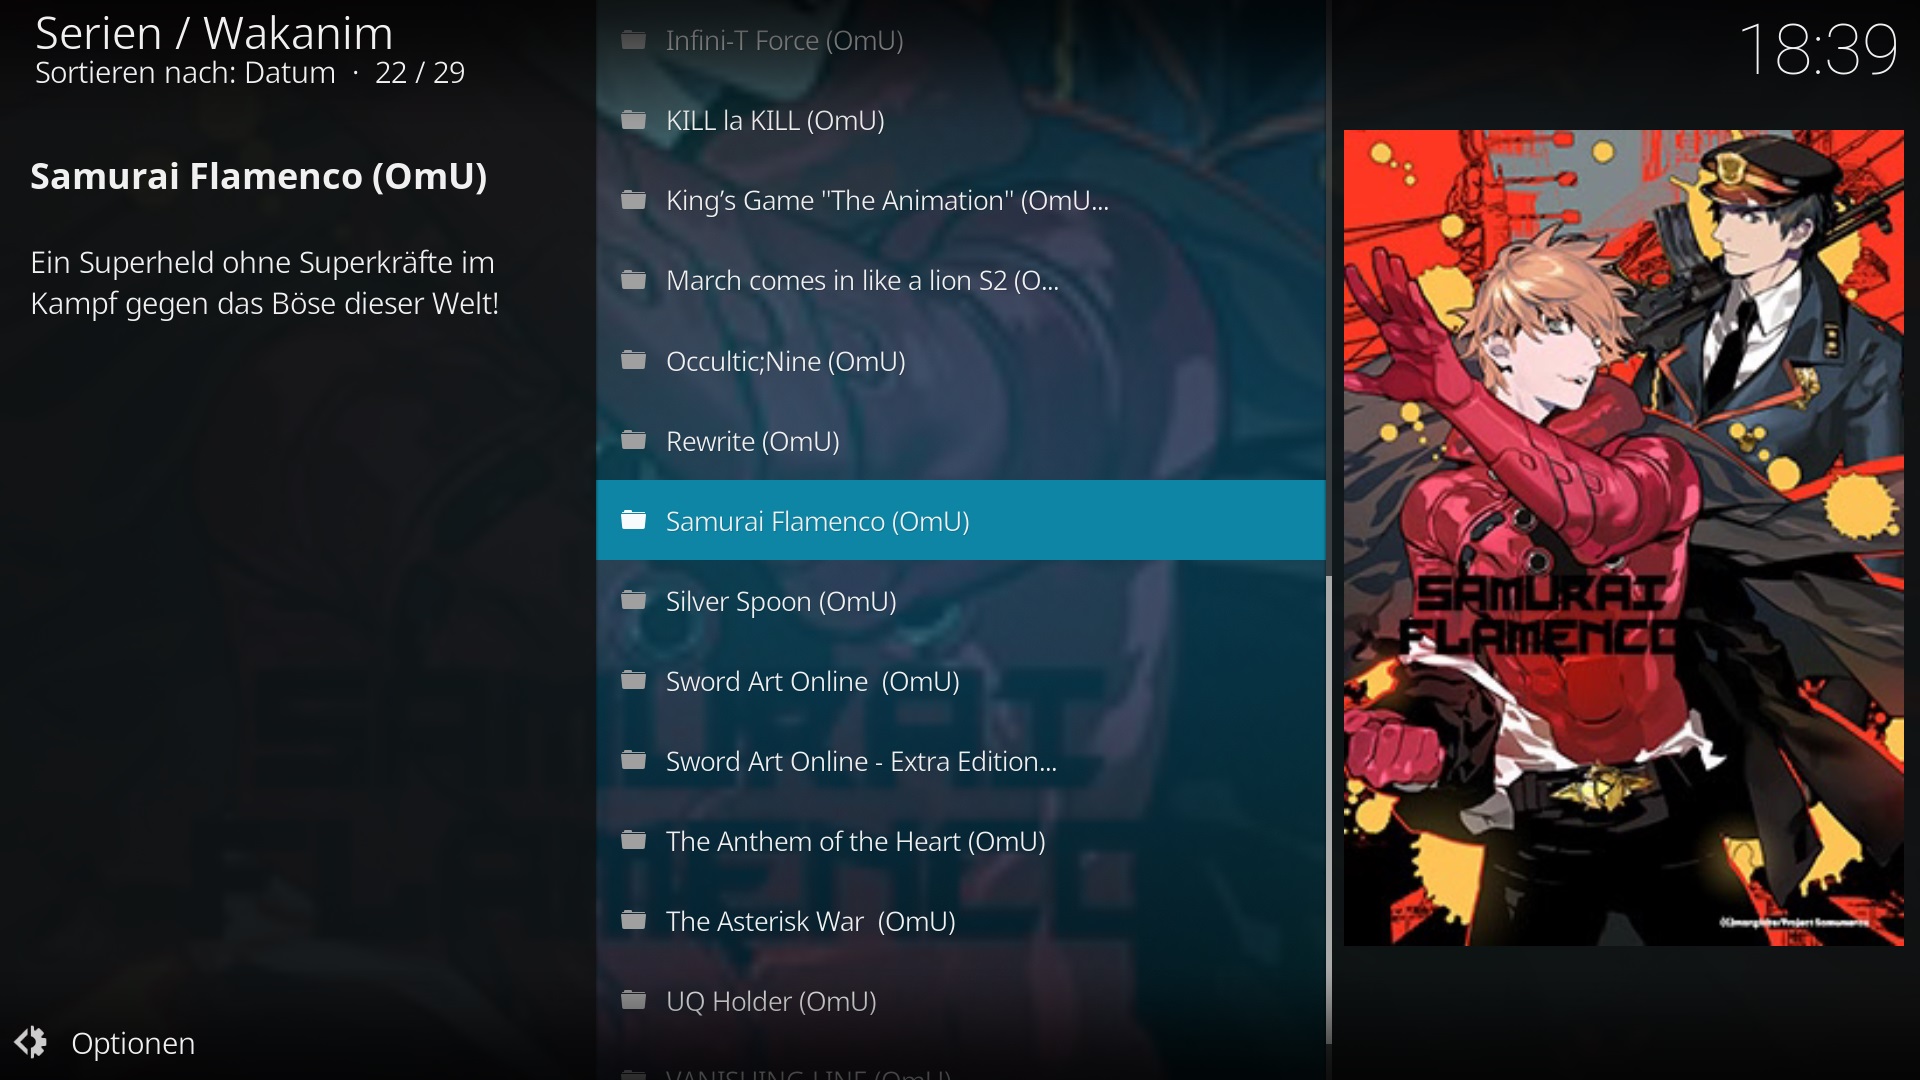 Serien / Wakanim
Sortieren nach: Datum · 22 / 29
18:39
Samurai Flamenco (OmU)
Ein Superheld ohne Superkräfte im
Kampf gegen das Böse dieser Welt!
Infini-T Force (OmU)
KILL la KILL (OmU)
King’s Game "The Animation" (OmU...
March comes in like a lion S2 (O...
Occultic;Nine (OmU)
Rewrite (OmU)
Samurai Flamenco (OmU)
Silver Spoon (OmU)
Sword Art Online (OmU)
Sword Art Online - Extra Edition...
The Anthem of the Heart (OmU)
The Asterisk War (OmU)
UQ Holder (OmU)
VANISHING LINE (OmU)
SAMURAI
FLAMENCO
Optionen